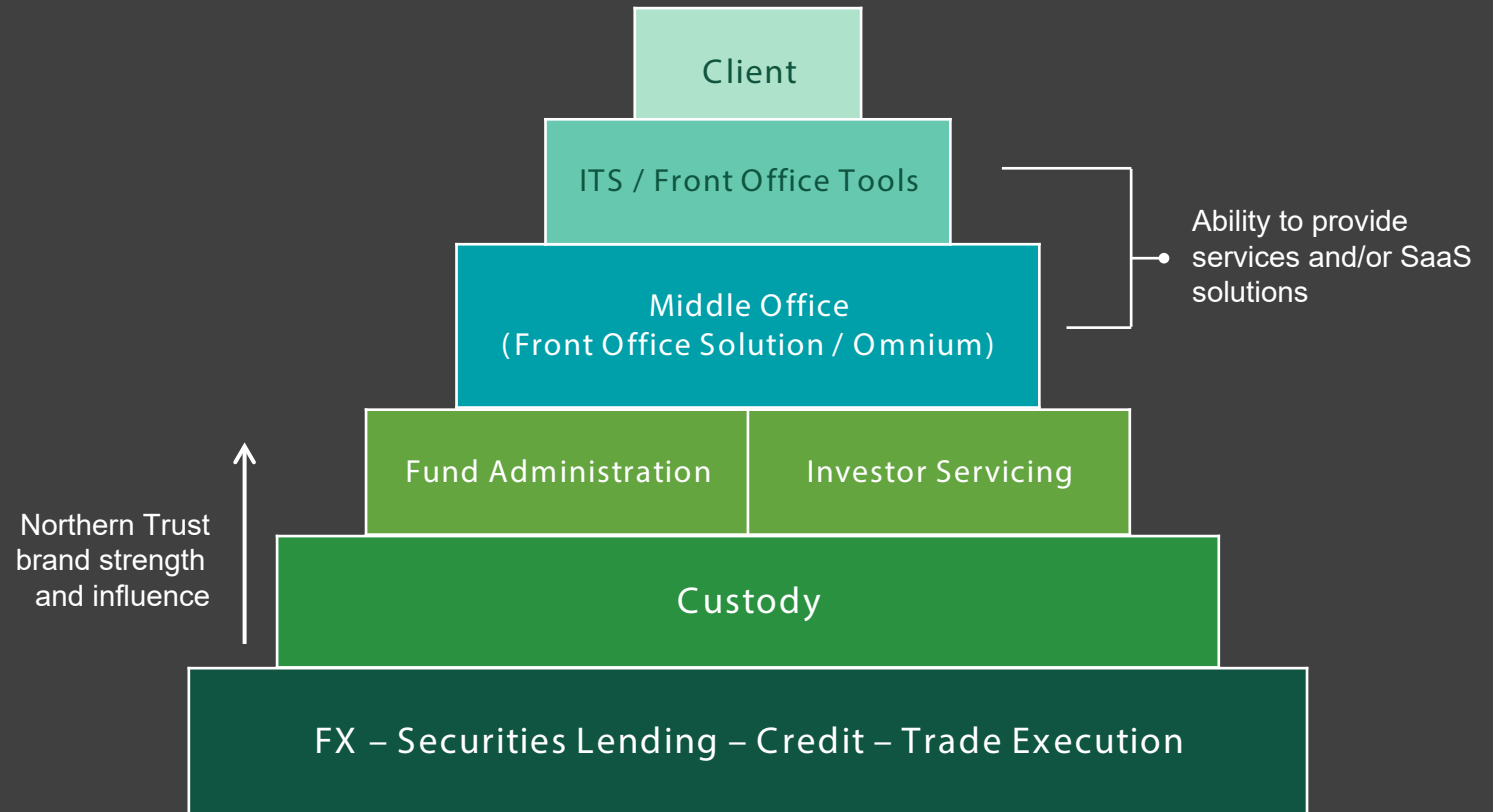 Client
ITS / Front Office Tools
Ability to provide
services and/or SaaS
solutions
Middle Office
(Front Office Solution / Omnium)
Fund Administration
Investor Servicing
Northern Trust
brand strength
and influence
Custody
FX – Securities Lending – Credit – Trade Execution